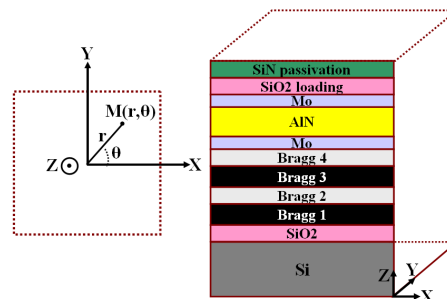 Y
M(r,θ)
r
θ
Z
X
SiN passivation
SiO2 loading
Mo
AlN
Mo
Bragg 4
Bragg 3
Bragg 2
Bragg 1
SiO2
Si
Z
Y
X